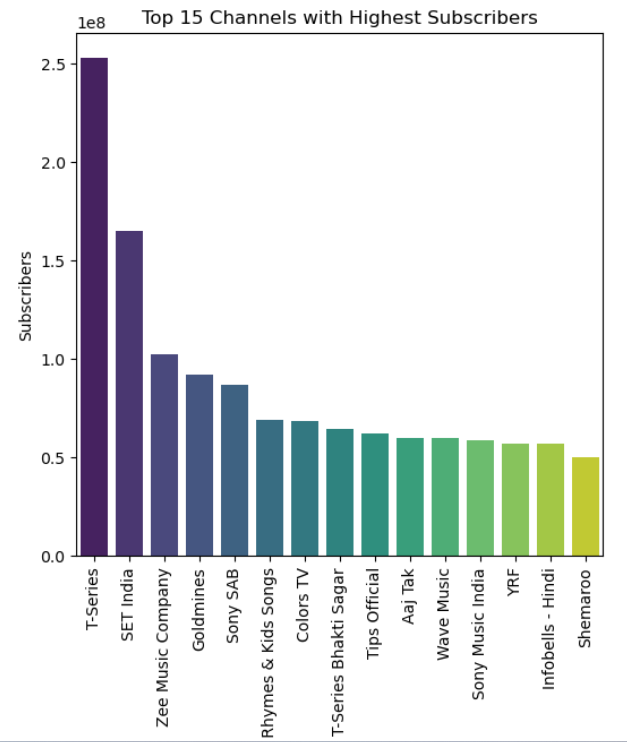 Top 15 Channels with Highest Subscribers
1e8
2.5
2.0
1.5
1.0
0.5
0.0
Subscribers
T-Series
SET India
Zee Music Company
Goldmines
Sony SAB
Rhymes & Kids Songs
Colors TV
T-Series Bhakti Sagar
Tips Official
Aaj Tak
Wave Music
Sony Music India
YRF
Infobells - Hindi
Shemaroo